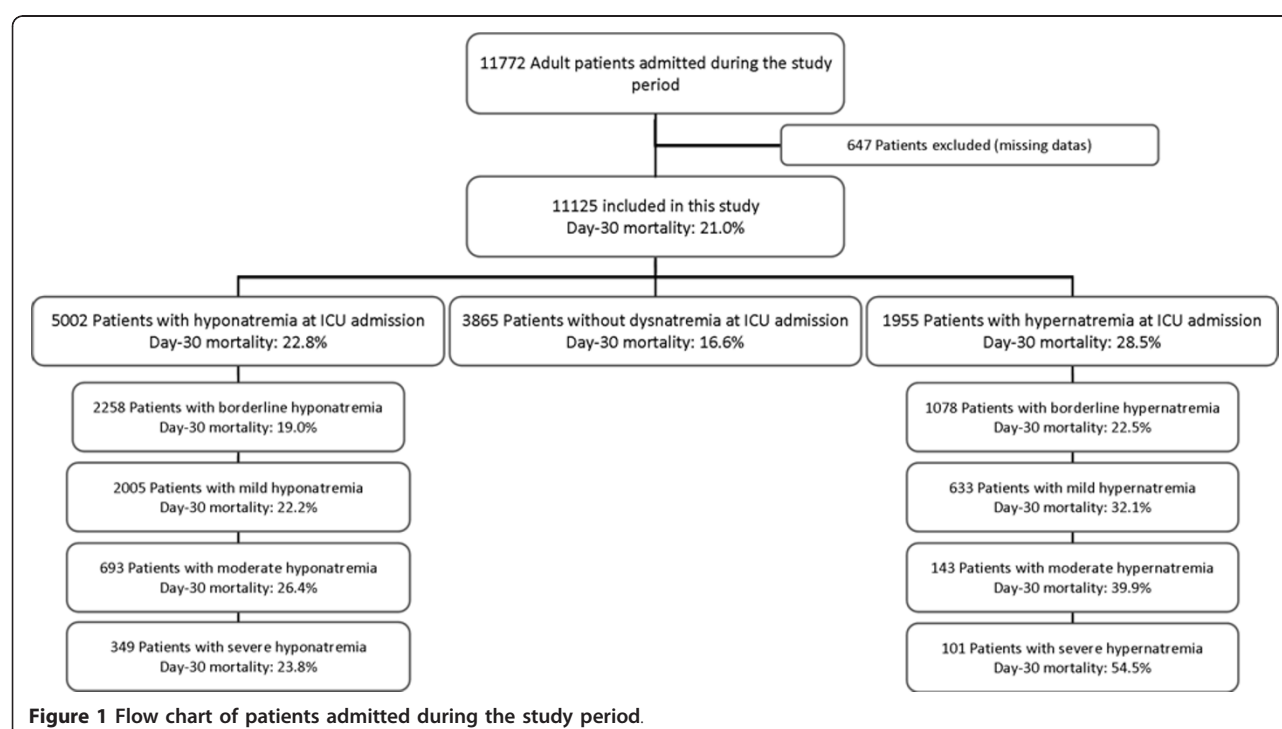 11772 Adult patients admitted during the study
period
647 Patients excluded (missing datas)
11125 included in this study
Day-30 mortality: 21.0%
5002 Patients with hyponatremia at ICU admission
Day-30 mortality: 22.8%
3865 Patients without dysnatremia at ICU admission
Day-30 mortality: 16.6%
1955 Patients with hypernatremia at ICU admission
Day-30 mortality: 28.5%
2258 Patients with borderline hyponatremia
Day-30 mortality: 19.0%
1078 Patients with borderline hypernatremia
Day-30 mortality: 22.5%
2005 Patients with mild hyponatremia
Day-30 mortality: 22.2%
633 Patients with mild hypernatremia
Day-30 mortality: 32.1%
693 Patients with moderate hyponatremia
Day-30 mortality: 26.4%
143 Patients with moderate hypernatremia
Day-30 mortality: 39.9%
349 Patients with severe hyponatremia
Day-30 mortality: 23.8%
101 Patients with severe hypernatremia
Day-30 mortality: 54.5%
Figure 1 Flow chart of patients admitted during the study period.